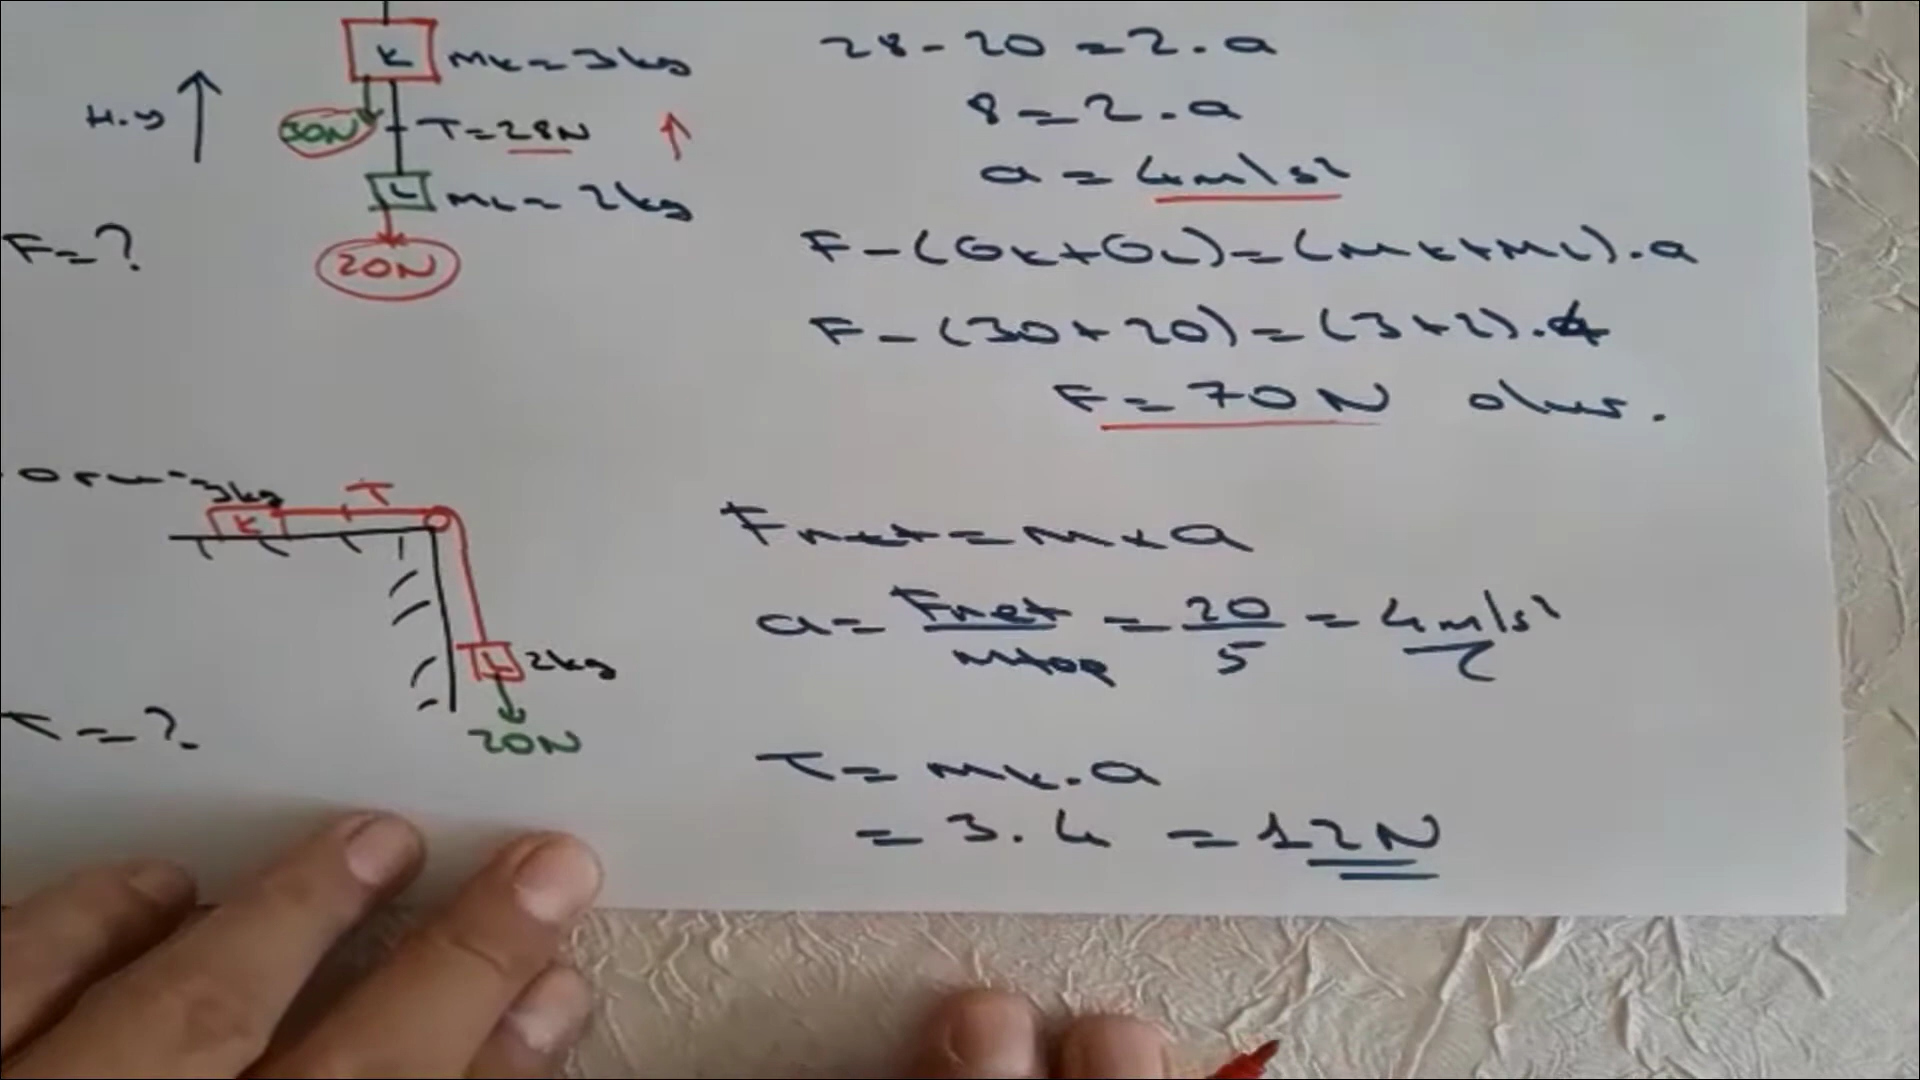 K mK = 3kg
H.y
30N T = 28N
L mL = 2kg
20N
F = ?
28 - 20 = 2.a
8 = 2.a
a = 4m/s²
F - (GK + GL) = (mK + mL).a
F - (30 + 20) = (3 + 2).4
F = 70N olur.
3kg T
K
L 2kg
20N
T = ?
Fnet = mxa
a = Fnet/mtop = 20/5 = 4m/s²
T = mK.a
= 3.4 = 12N